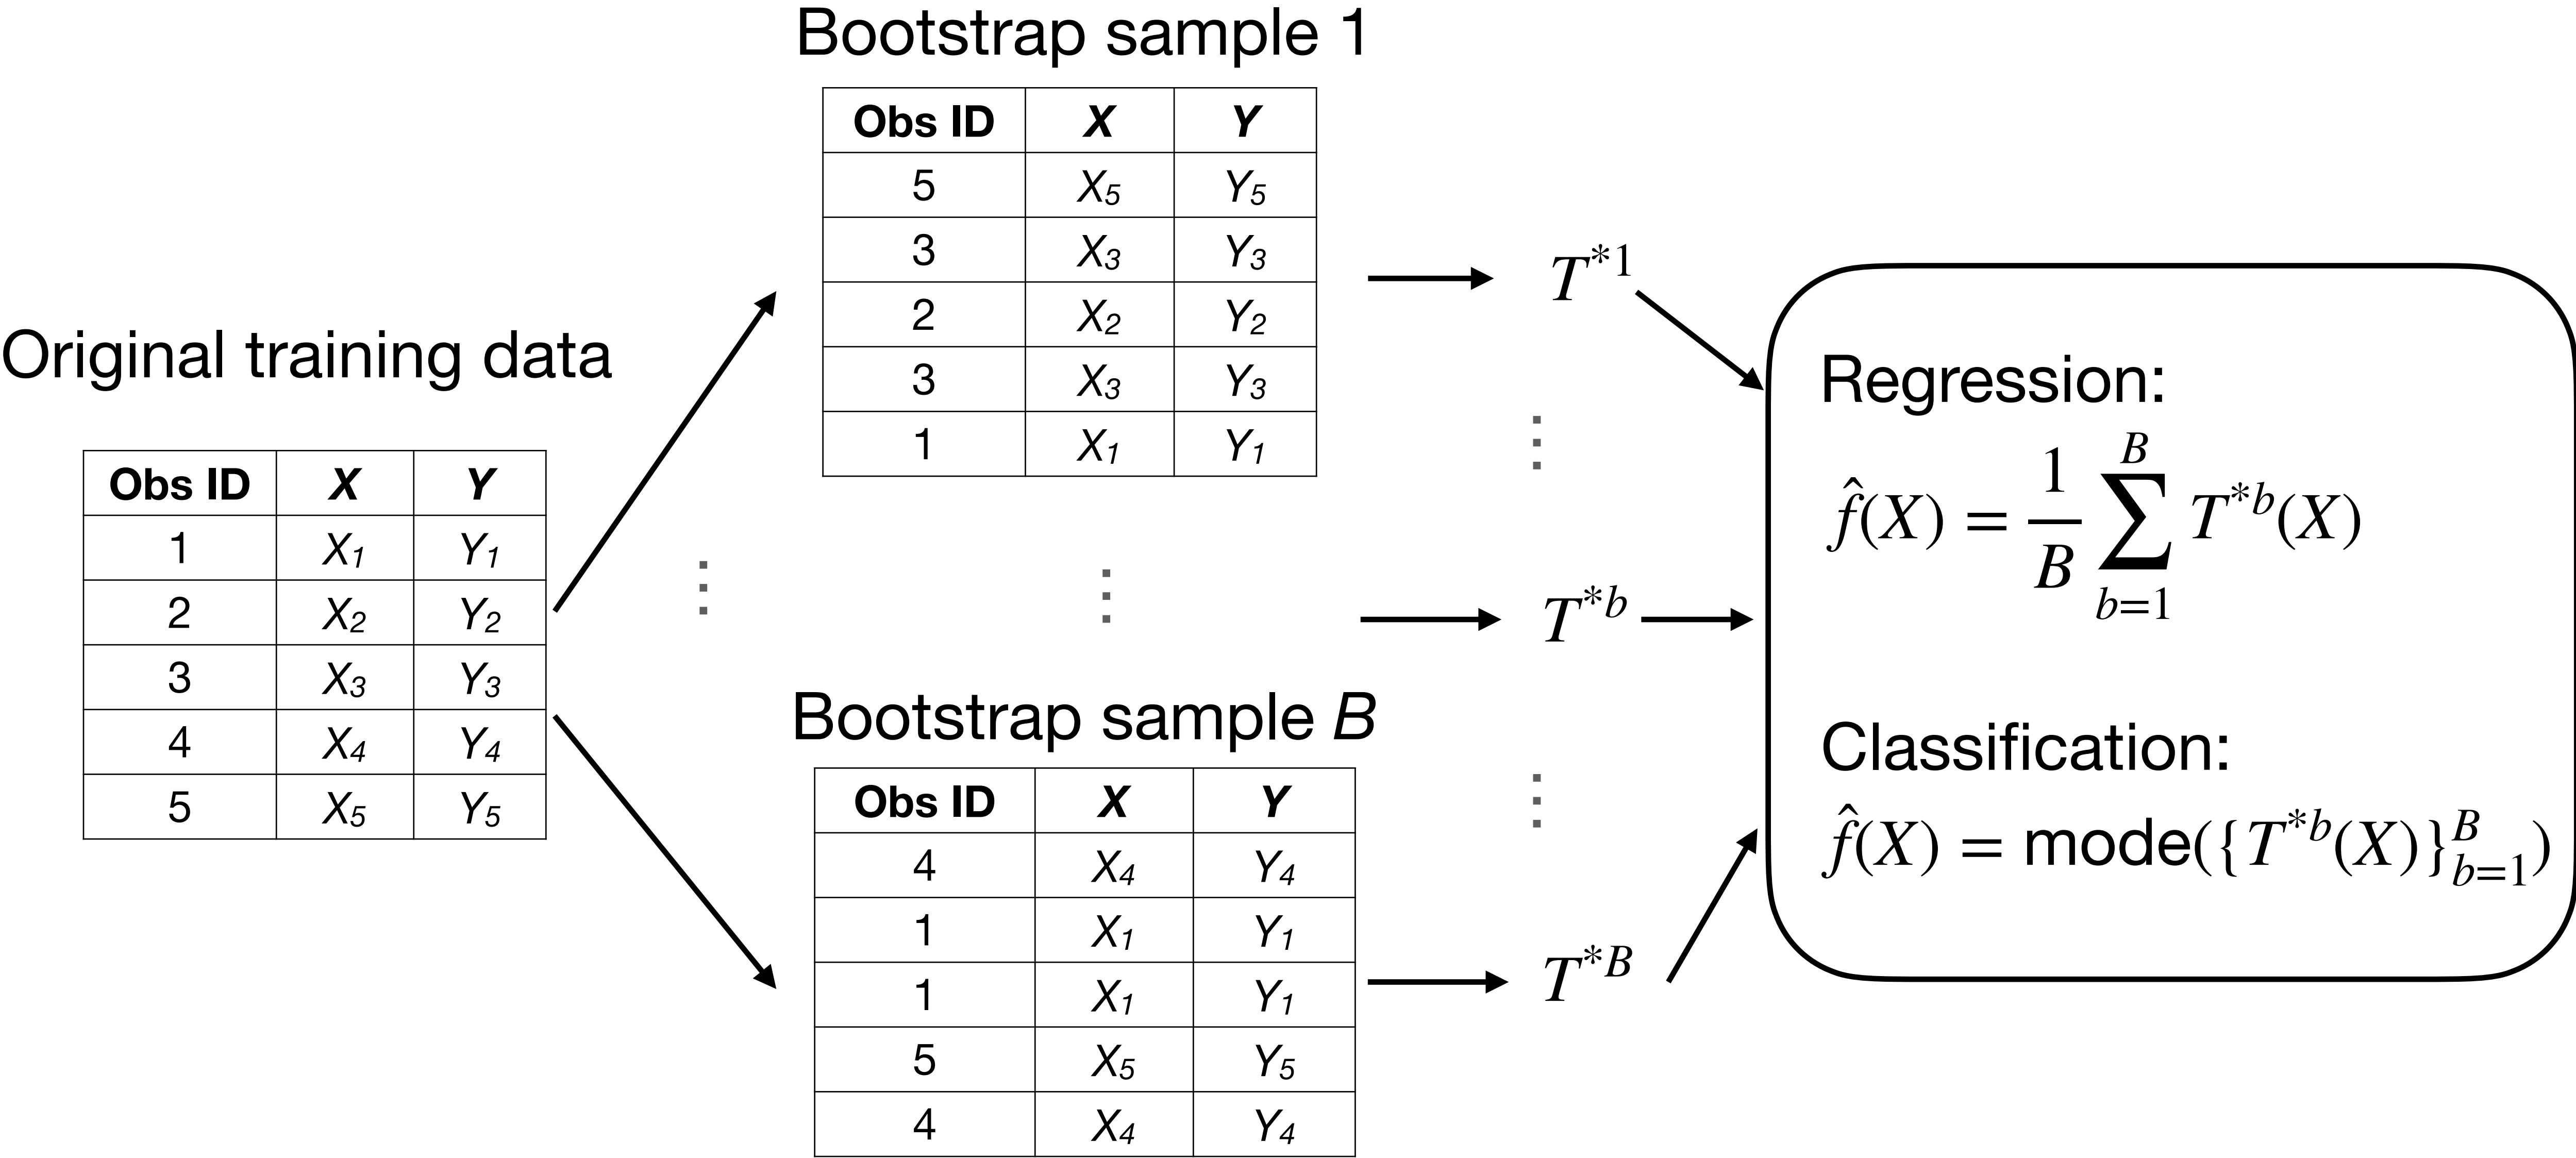 Original training data
Obs ID X Y
1 X₁ Y₁
2 X₂ Y₂
3 X₃ Y₃
4 X₄ Y₄
5 X₅ Y₅
Bootstrap sample 1
Obs ID X Y
5 X₅ Y₅
3 X₃ Y₃
2 X₂ Y₂
3 X₃ Y₃
1 X₁ Y₁
⋮
⋮
Bootstrap sample B
Obs ID X Y
4 X₄ Y₄
1 X₁ Y₁
1 X₁ Y₁
5 X₅ Y₅
4 X₄ Y₄
T^{*1}
⋮
T^{*b}
⋮
T^{*B}
Regression:
f̂(X) = \frac{1}{B} \sum_{b=1}^{B} T^{*b}(X)
Classification:
f̂(X) = mode({T^{*b}(X)}_{b=1}^{B})